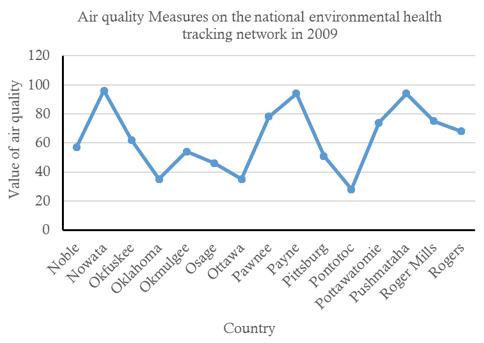 Air quality Measures on the national environmental health
tracking network in 2009
120
100
80
60
40
20
0
Value of air quality
Noble
Nowata
Okfuskee
Oklahoma
Okmulgee
Osage
Ottawa
Pawnee
Payne
Pittsburg
Pontotoc
Pottawatomie
Pushmataha
Roger Mills
Rogers
Country